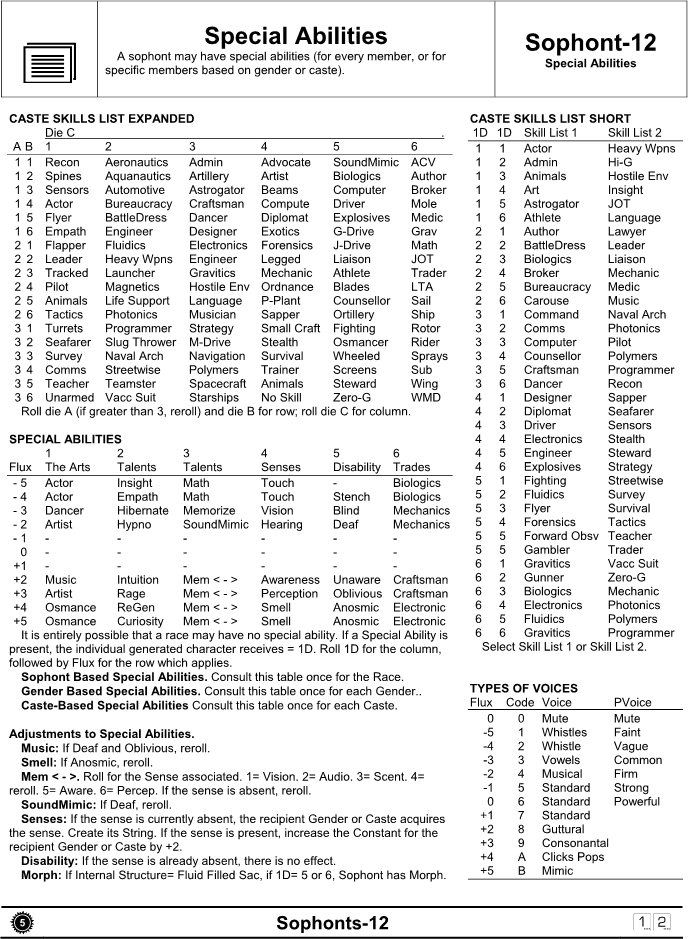 Special Abilities
A sophont may have special abilities (for every member, or for
specific members based on gender or caste).
Sophont-12
Special Abilities
CASTE SKILLS LIST EXPANDED
Die C .
A B 1 2 3 4 5 6
1 1 Recon Aeronautics Admin Advocate SoundMimic ACV
1 2 Spines Aquanautics Artillery Artist Biologics Author
1 3 Sensors Automotive Astrogator Beams Computer Broker
1 4 Actor Bureaucracy Craftsman Compute Driver Mole
1 5 Flyer BattleDress Dancer Diplomat Explosives Medic
1 6 Empath Engineer Designer Exotics G-Drive Grav
2 1 Flapper Fluidics Electronics Forensics J-Drive Math
2 2 Leader Heavy Wpns Engineer Legged Liaison JOT
2 3 Tracked Launcher Gravitics Mechanic Athlete Trader
2 4 Pilot Magnetics Hostile Env Ordnance Blades LTA
2 5 Animals Life Support Language P-Plant Counsellor Sail
2 6 Tactics Photonics Musician Sapper Ortillery Ship
3 1 Turrets Programmer Strategy Small Craft Fighting Rotor
3 2 Seafarer Slug Thrower M-Drive Stealth Osmancer Rider
3 3 Survey Naval Arch Navigation Survival Wheeled Sprays
3 4 Comms Streetwise Polymers Trainer Screens Sub
3 5 Teacher Teamster Spacecraft Animals Steward Wing
3 6 Unarmed Vacc Suit Starships No Skill Zero-G WMD
Roll die A (if greater than 3, reroll) and die B for row; roll die C for column.
SPECIAL ABILITIES
1 2 3 4 5 6
Flux The Arts Talents Talents Senses Disability Trades
- 5 Actor Insight Math Touch - Biologics
- 4 Actor Empath Math Touch Stench Biologics
- 3 Dancer Hibernate Memorize Vision Blind Mechanics
- 2 Artist Hypno SoundMimic Hearing Deaf Mechanics
- 1 - - - - - -
0 - - - - - -
+1 - - - - - -
+2 Music Intuition Mem < - > Awareness Unaware Craftsman
+3 Artist Rage Mem < - > Perception Oblivious Craftsman
+4 Osmance ReGen Mem < - > Smell Anosmic Electronic
+5 Osmance Curiosity Mem < - > Smell Anosmic Electronic
It is entirely possible that a race may have no special ability. If a Special Ability is
present, the individual generated character receives = 1D. Roll 1D for the column,
followed by Flux for the row which applies.
Sophont Based Special Abilities. Consult this table once for the Race.
Gender Based Special Abilities. Consult this table once for each Gender..
Caste-Based Special Abilities Consult this table once for each Caste.
Adjustments to Special Abilities.
Music: If Deaf and Oblivious, reroll.
Smell: If Anosmic, reroll.
Mem < - >. Roll for the Sense associated. 1= Vision. 2= Audio. 3= Scent. 4=
reroll. 5= Aware. 6= Percep. If the sense is absent, reroll.
SoundMimic: If Deaf, reroll.
Senses: If the sense is currently absent, the recipient Gender or Caste acquires
the sense. Create its String. If the sense is present, increase the Constant for the
recipient Gender or Caste by +2.
Disability: If the sense is already absent, there is no effect.
Morph: If Internal Structure= Fluid Filled Sac, if 1D= 5 or 6, Sophont has Morph.
CASTE SKILLS LIST SHORT
1D 1D Skill List 1 Skill List 2
1 1 Actor Heavy Wpns
1 2 Admin Hi-G
1 3 Animals Hostile Env
1 4 Art Insight
1 5 Astrogator JOT
1 6 Athlete Language
2 1 Author Lawyer
2 2 BattleDress Leader
2 3 Biologics Liaison
2 4 Broker Mechanic
2 5 Bureaucracy Medic
2 6 Carouse Music
3 1 Command Naval Arch
3 2 Comms Photonics
3 3 Computer Pilot
3 4 Counsellor Polymers
3 5 Craftsman Programmer
3 6 Dancer Recon
4 1 Designer Sapper
4 2 Diplomat Seafarer
4 3 Driver Sensors
4 4 Electronics Stealth
4 5 Engineer Steward
4 6 Explosives Strategy
5 1 Fighting Streetwise
5 2 Fluidics Survey
5 3 Flyer Survival
5 4 Forensics Tactics
5 5 Forward Obsv Teacher
5 5 Gambler Trader
6 1 Gravitics Vacc Suit
6 2 Gunner Zero-G
6 3 Biologics Mechanic
6 4 Electronics Photonics
6 5 Fluidics Polymers
6 6 Gravitics Programmer
Select Skill List 1 or Skill List 2.
TYPES OF VOICES
Flux Code Voice PVoice
0 0 Mute Mute
-5 1 Whistles Faint
-4 2 Whistle Vague
-3 3 Vowels Common
-2 4 Musical Firm
-1 5 Standard Strong
0 6 Standard Powerful
+1 7 Standard
+2 8 Guttural
+3 9 Consonantal
+4 A Clicks Pops
+5 B Mimic
5
Sophonts-12
1 2